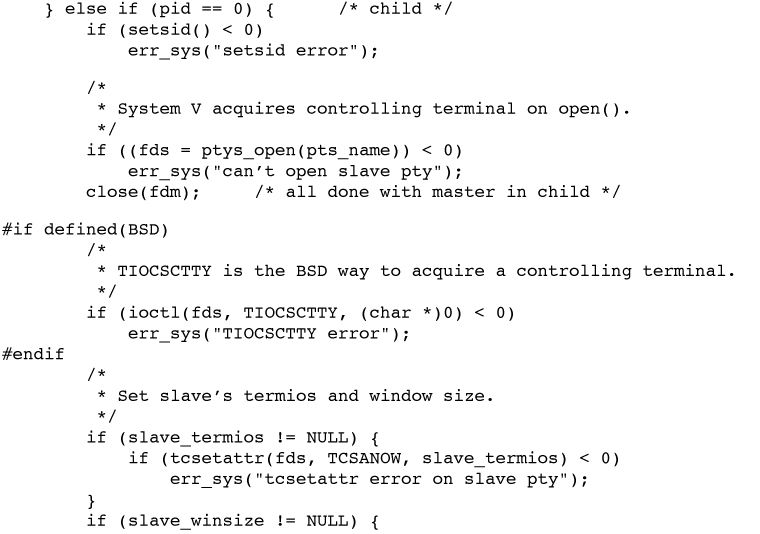 } else if (pid == 0) {      /* child */
        if (setsid() < 0)
            err_sys("setsid error");

        /*
         * System V acquires controlling terminal on open().
         */
        if ((fds = ptys_open(pts_name)) < 0)
            err_sys("can’t open slave pty");
        close(fdm);     /* all done with master in child */

#if defined(BSD)
        /*
         * TIOCSCTTY is the BSD way to acquire a controlling terminal.
         */
        if (ioctl(fds, TIOCSCTTY, (char *)0) < 0)
            err_sys("TIOCSCTTY error");
#endif
        /*
         * Set slave’s termios and window size.
         */
        if (slave_termios != NULL) {
            if (tcsetattr(fds, TCSANOW, slave_termios) < 0)
                err_sys("tcsetattr error on slave pty");
        }
        if (slave_winsize != NULL) {